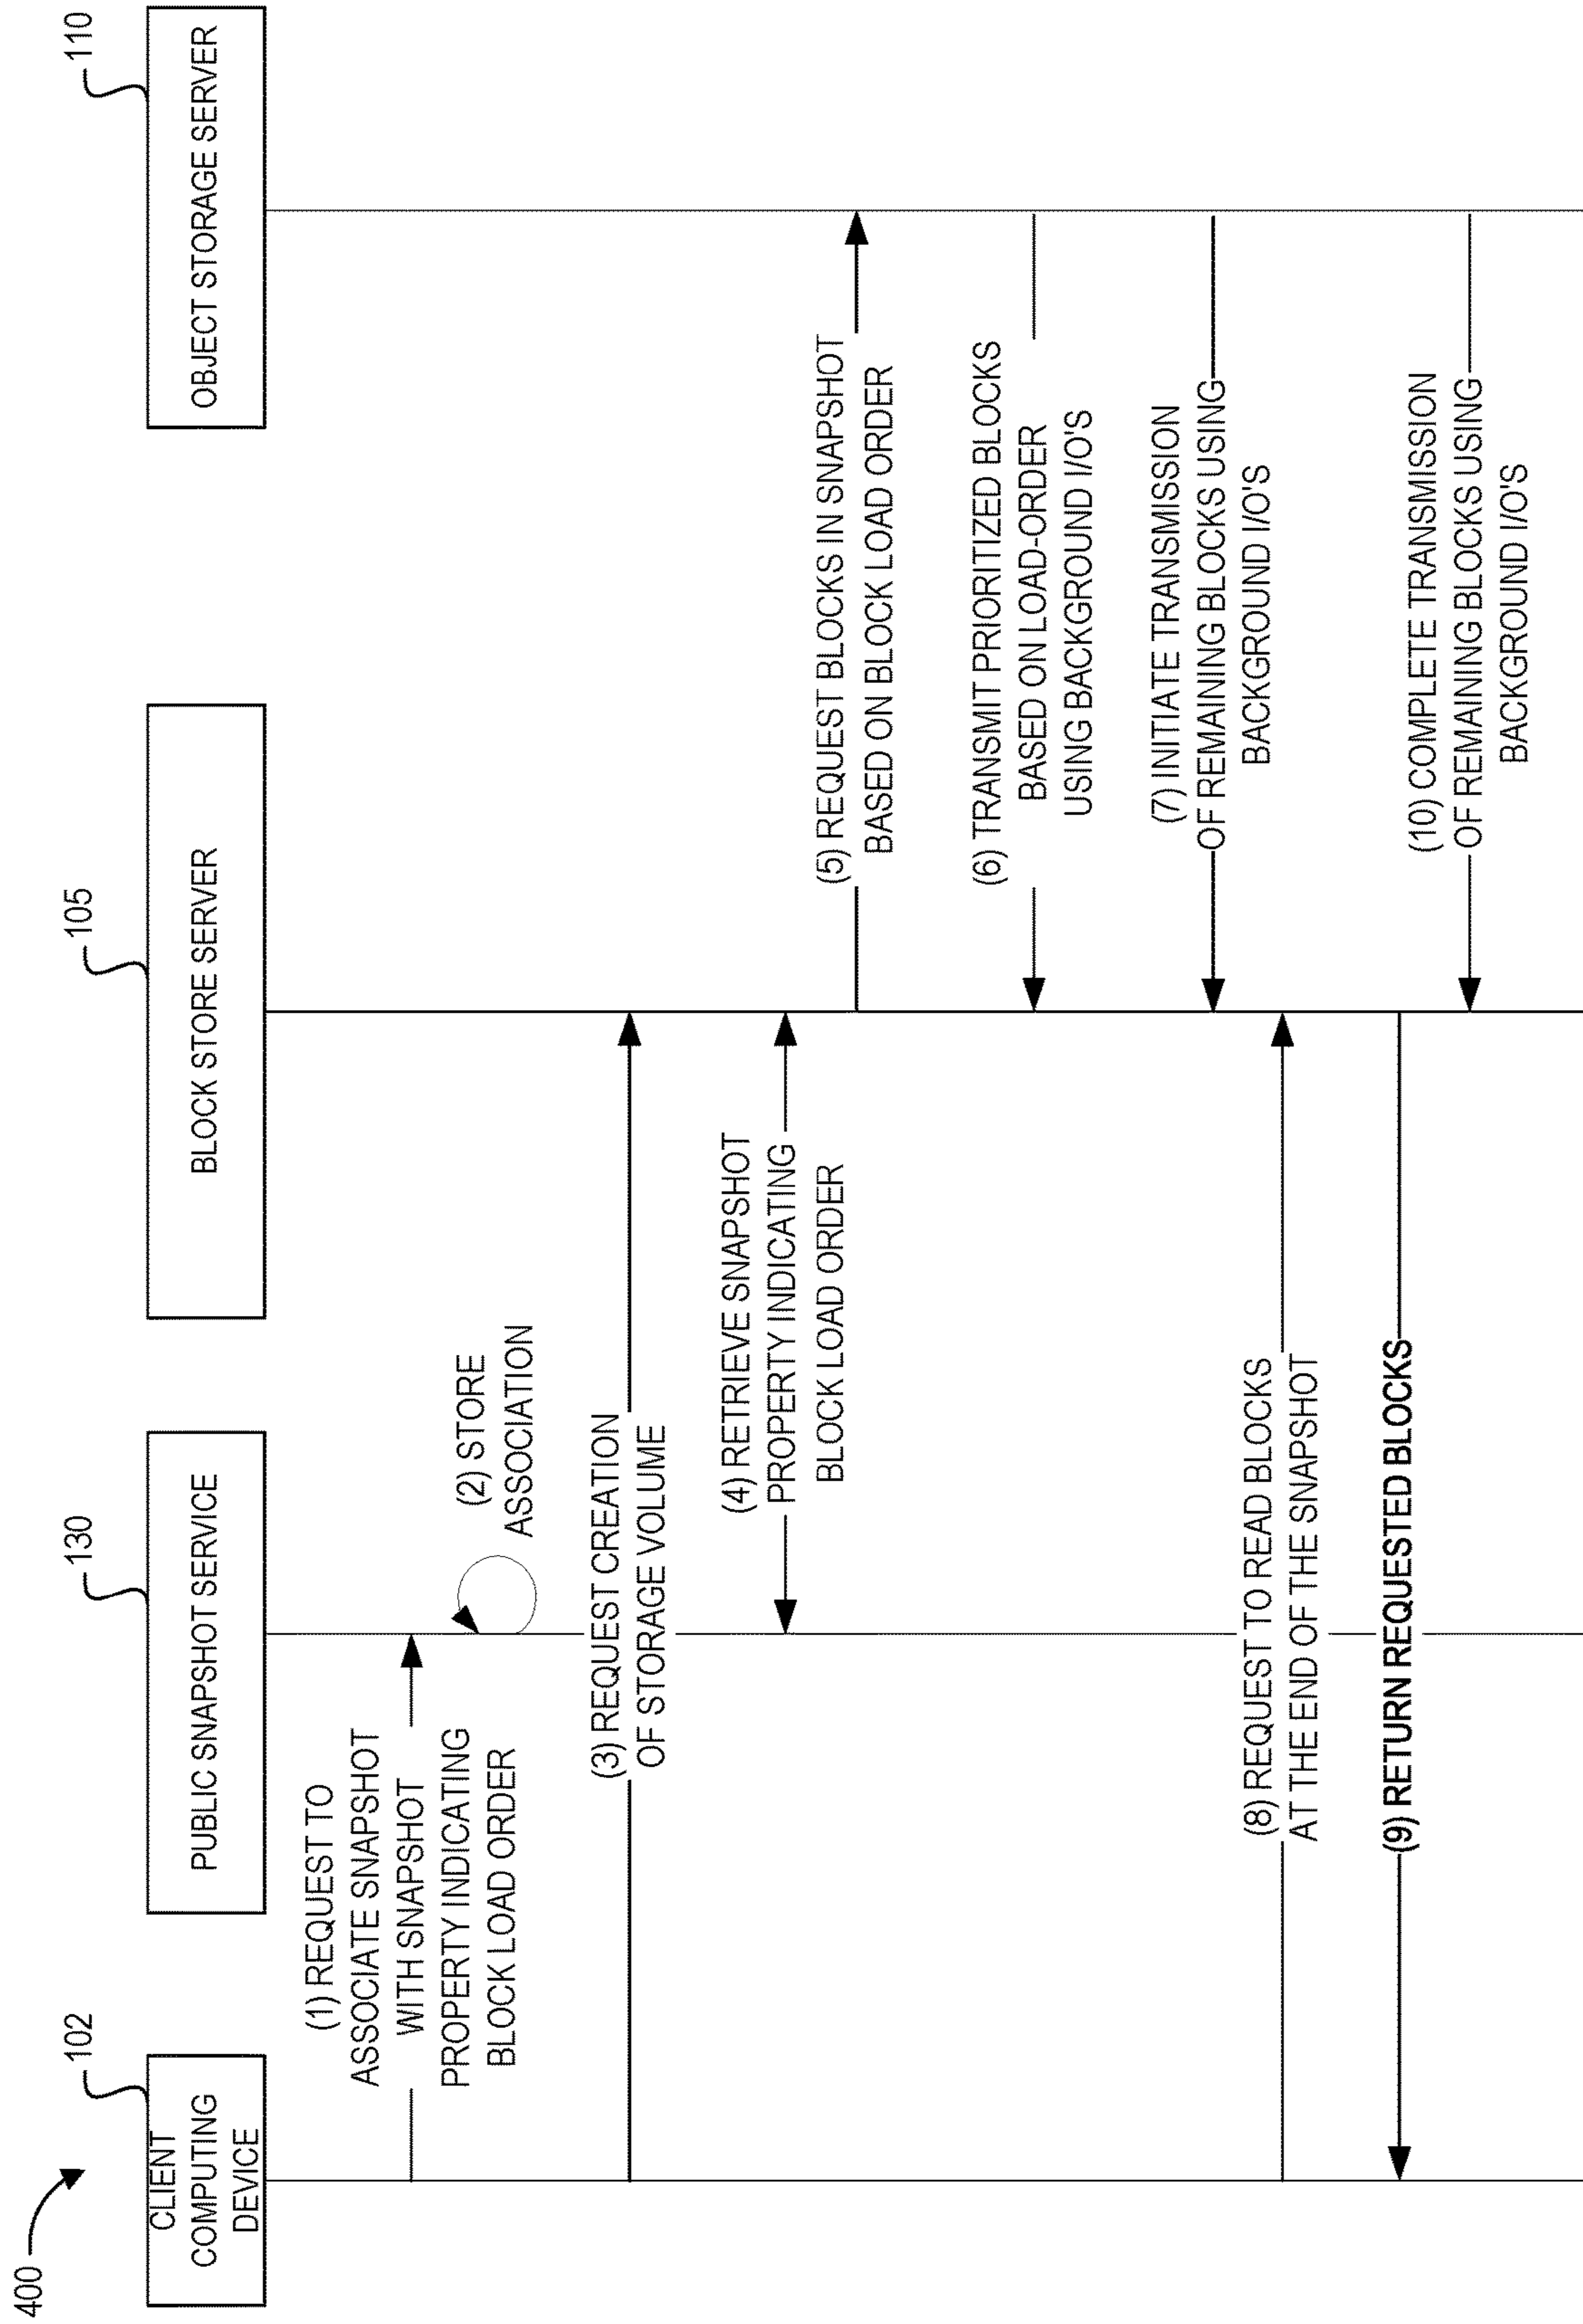 400
102
130
105
110
CLIENT
COMPUTING
DEVICE
PUBLIC SNAPSHOT SERVICE
BLOCK STORE SERVER
OBJECT STORAGE SERVER
(1) REQUEST TO
ASSOCIATE SNAPSHOT
WITH SNAPSHOT
PROPERTY INDICATING
BLOCK LOAD ORDER
(2) STORE
ASSOCIATION
(3) REQUEST CREATION
OF STORAGE VOLUME
(4) RETRIEVE SNAPSHOT
PROPERTY INDICATING
BLOCK LOAD ORDER
(5) REQUEST BLOCKS IN SNAPSHOT
BASED ON BLOCK LOAD ORDER
(6) TRANSMIT PRIORITIZED BLOCKS
BASED ON LOAD-ORDER
USING BACKGROUND I/O'S
(7) INITIATE TRANSMISSION
OF REMAINING BLOCKS USING
BACKGROUND I/O'S
(8) REQUEST TO READ BLOCKS
AT THE END OF THE SNAPSHOT
(9) RETURN REQUESTED BLOCKS
(10) COMPLETE TRANSMISSION
OF REMAINING BLOCKS USING
BACKGROUND I/O'S